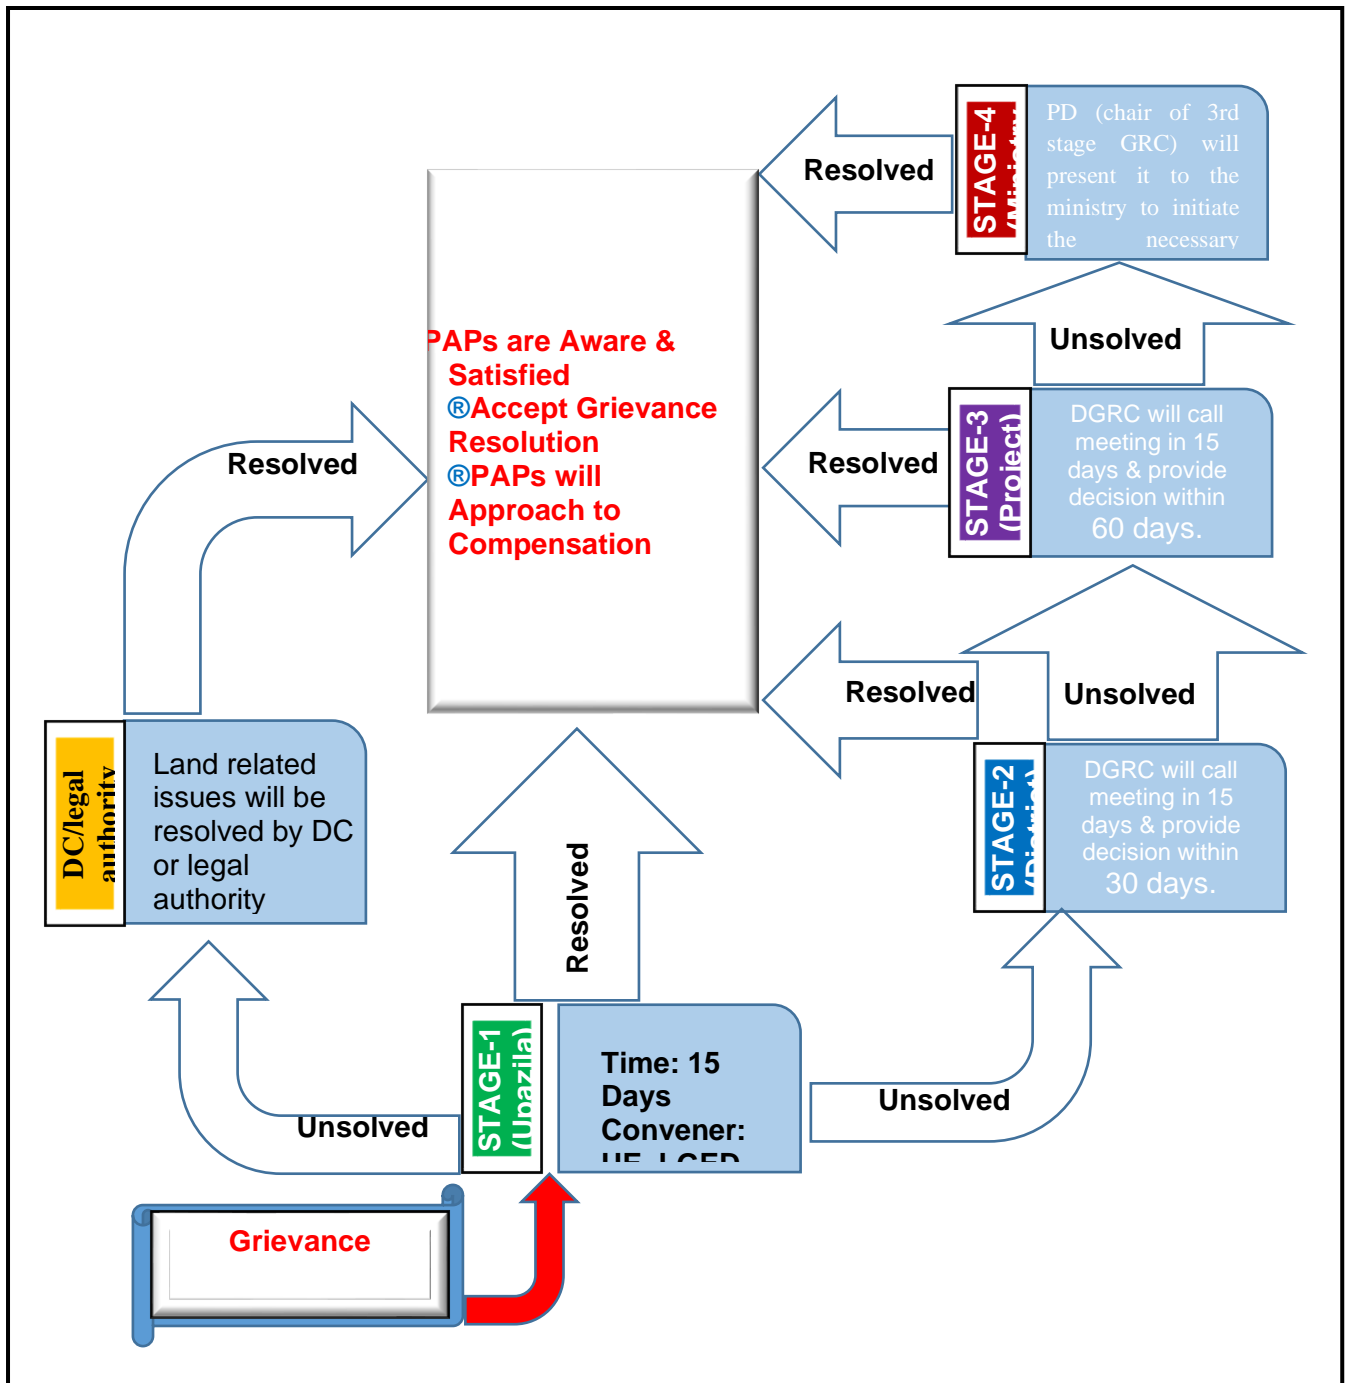 STAGE-4
PD (chair of 3rd
stage GRC) will
present it to the
ministry to initiate
the necessary
Resolved
Unsolved
PAPs are Aware &
Satisfied
®Accept Grievance
Resolution
®PAPs will
Approach to
Compensation
STAGE-3
(Project)
DGRC will call
meeting in 15
days & provide
decision within
60 days.
Resolved
Resolved
Unsolved
Resolved
STAGE-2
DGRC will call
meeting in 15
days & provide
decision within
30 days.
DC/legal
authority
Land related
issues will be
resolved by DC
or legal
authority
Resolved
STAGE-1
(Upazila)
Time: 15
Days
Convener:
Unsolved
Unsolved
Grievance